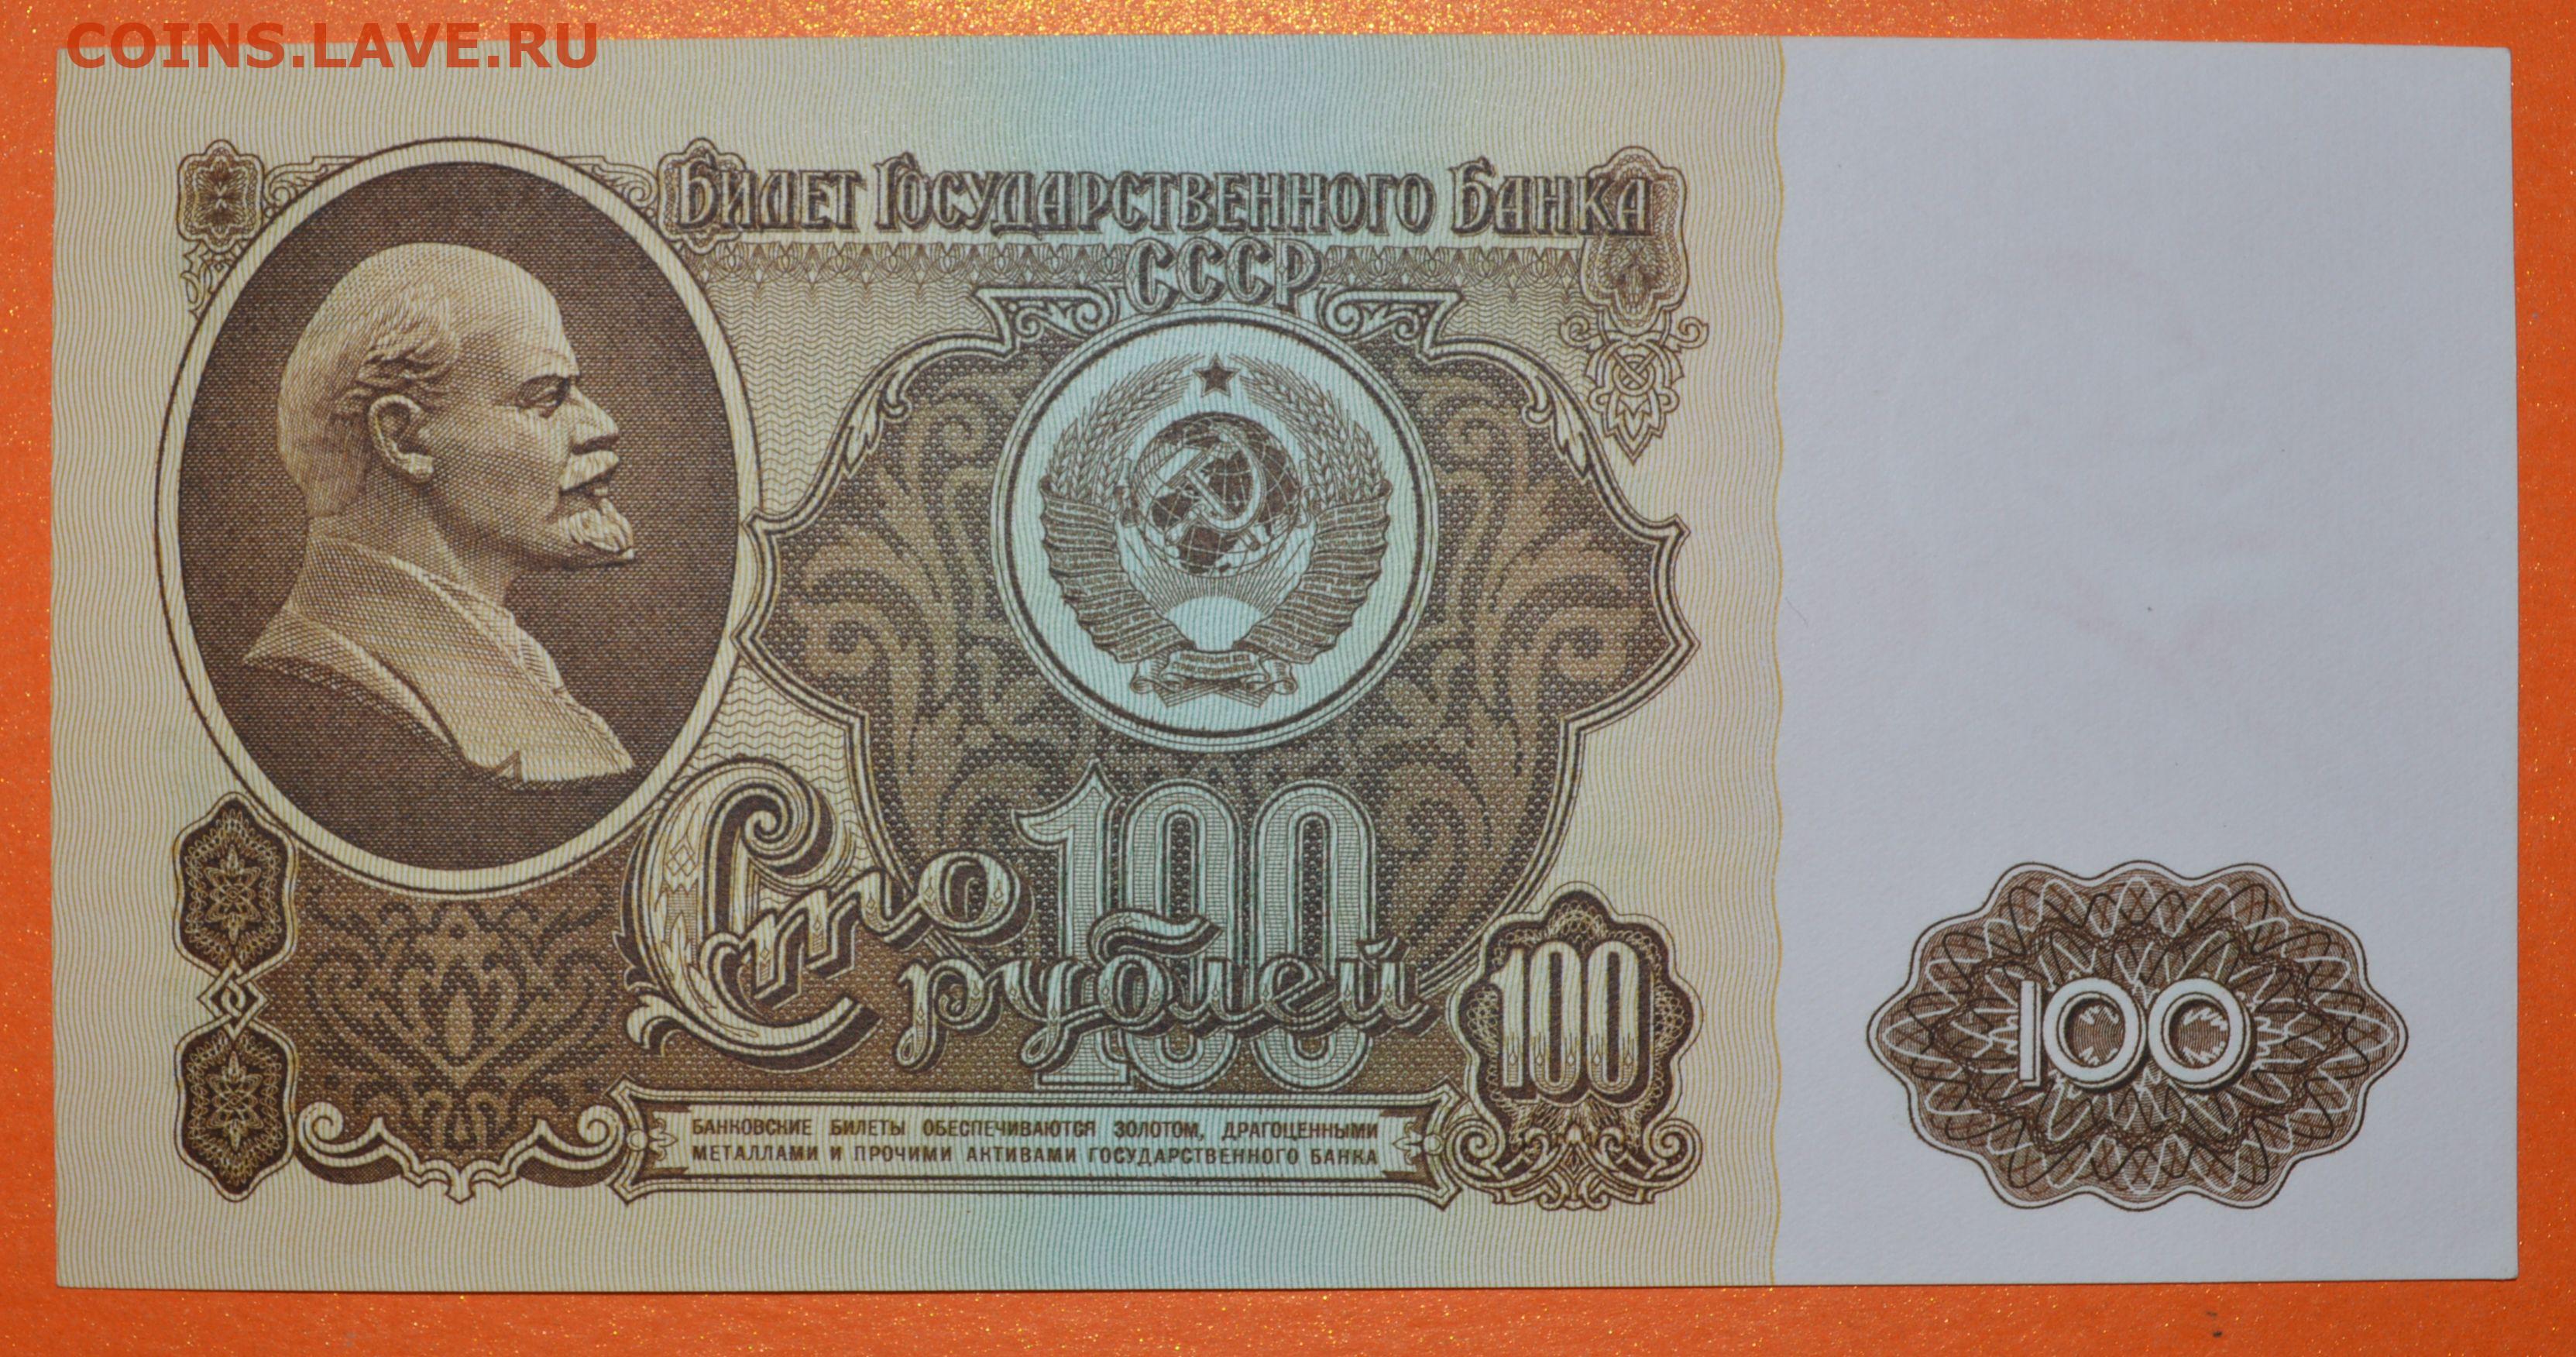 COINS.LAVE.RU
Билет Государственного Банка
СССР
100
Сто
рублей
100
100
БАНКОВСКИЕ БИЛЕТЫ ОБЕСПЕЧИВАЮТСЯ ЗОЛОТОМ, ДРАГОЦЕННЫМИ
МЕТАЛЛАМИ И ПРОЧИМИ АКТИВАМИ ГОСУДАРСТВЕННОГО БАНКА